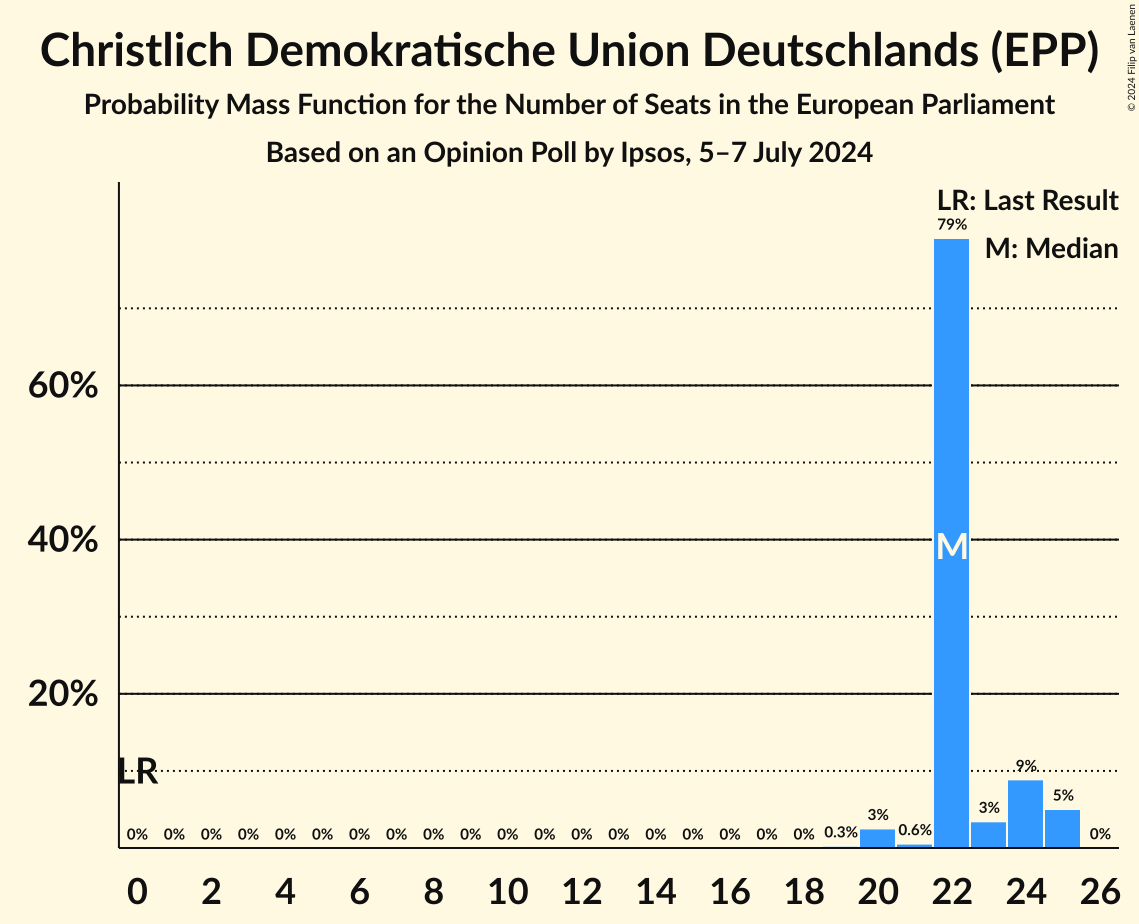 Christlich Demokratische Union Deutschlands (EPP)
Probability Mass Function for the Number of Seats in the European Parliament
Based on an Opinion Poll by Ipsos, 5–7 July 2024
© 2024 Filip van Laenen
LR: Last Result
M: Median
60%
40%
20%
LR
M
0% 0% 0% 0% 0% 0% 0% 0% 0% 0% 0% 0% 0% 0% 0% 0% 0% 0% 0% 0.3% 3% 0.6% 79% 3% 9% 5% 0%
0 2 4 6 8 10 12 14 16 18 20 22 24 26